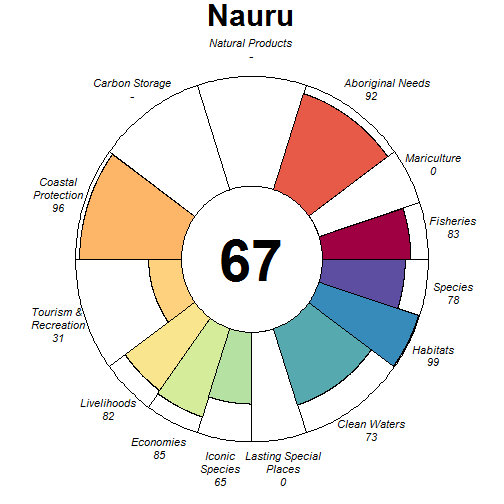 Nauru
Natural Products
-
Aboriginal Needs
92
Mariculture
0
Fisheries
83
Species
78
Habitats
99
Clean Waters
73
Lasting Special
Places
0
Iconic
Species
65
Economies
85
Livelihoods
82
Tourism &
Recreation
31
Coastal
Protection
96
Carbon Storage
-
67